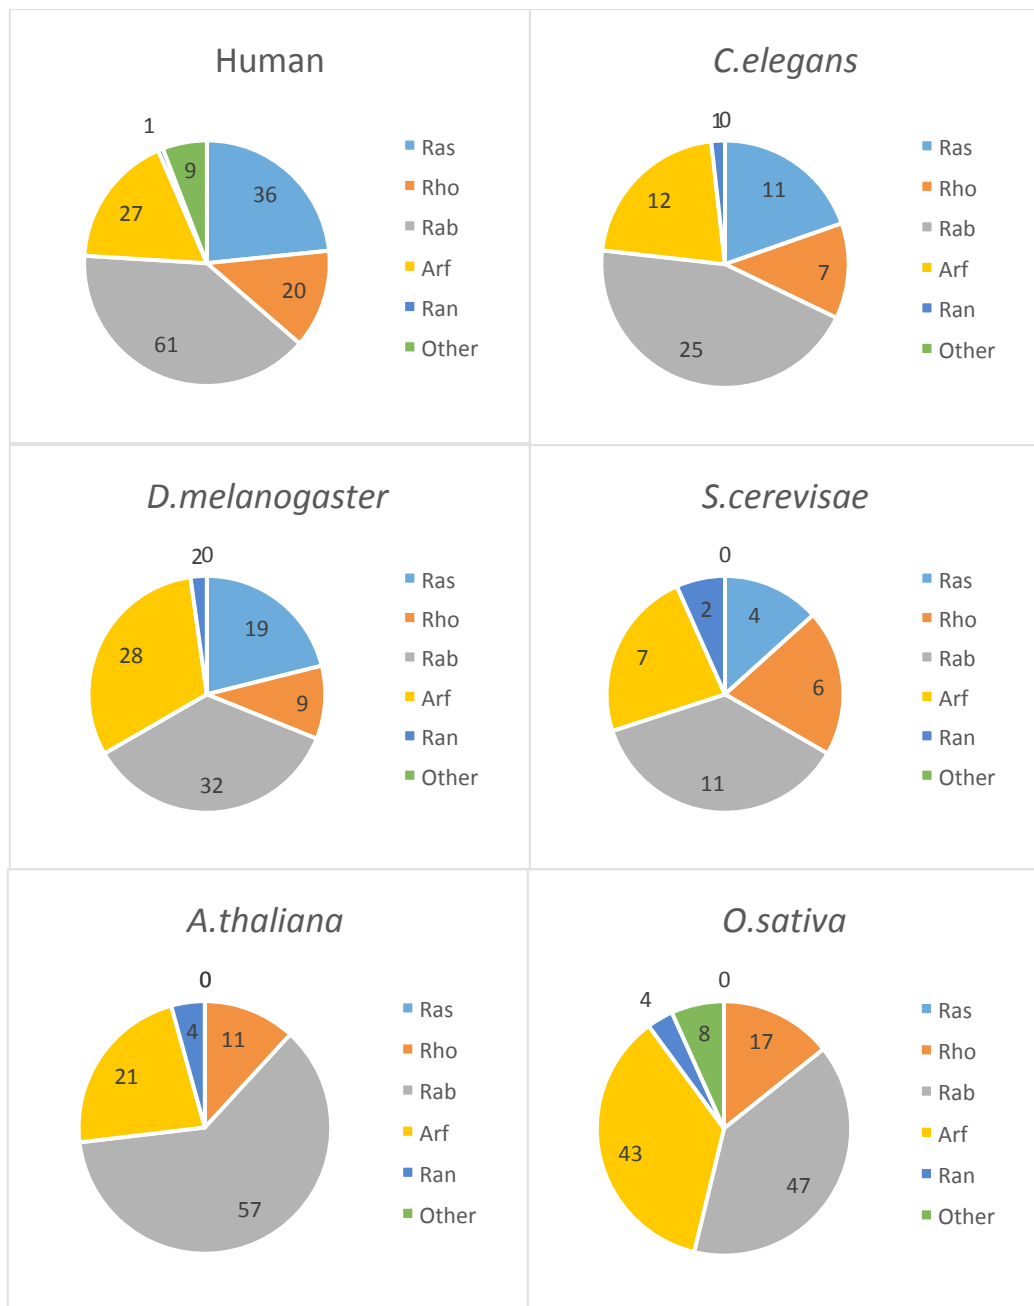 Human
1
9
36
27
20
61
Ras
Rho
Rab
Arf
Ran
Other
C.elegans
10
11
12
7
25
Ras
Rho
Rab
Arf
Ran
Other
D.melanogaster
20
19
28
9
32
Ras
Rho
Rab
Arf
Ran
Other
S.cerevisae
0
2
4
7
6
11
Ras
Rho
Rab
Arf
Ran
Other
A.thaliana
0
4
11
21
57
Ras
Rho
Rab
Arf
Ran
Other
O.sativa
0
4
8
17
43
47
Ras
Rho
Rab
Arf
Ran
Other